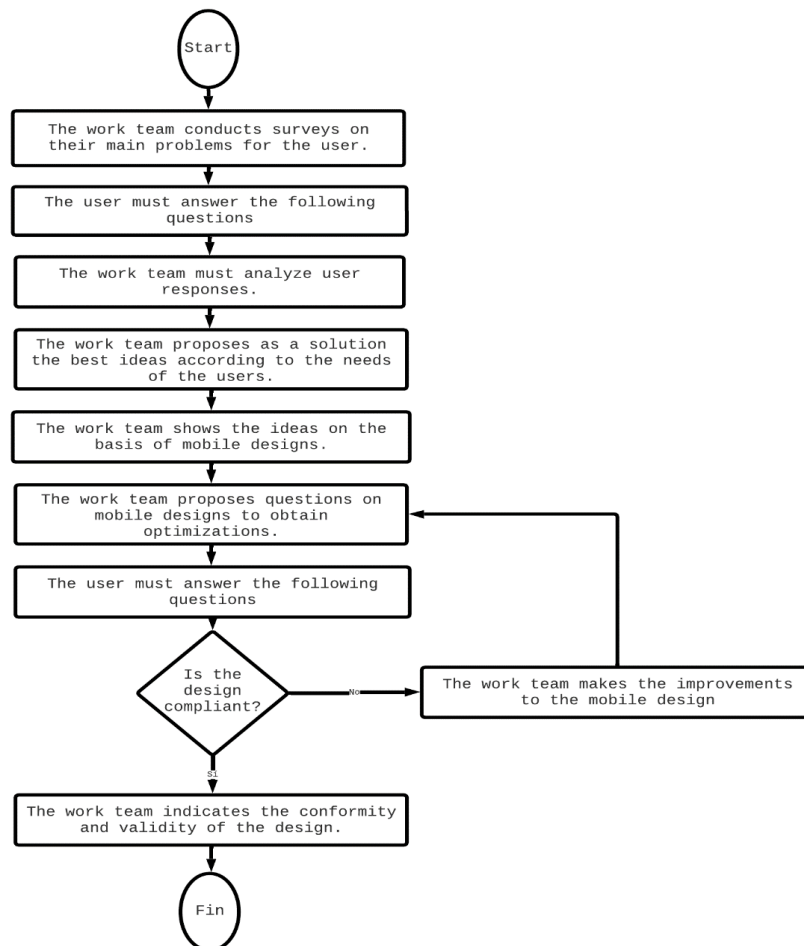 Start
The work team conducts surveys on
their main problems for the user.
The user must answer the following
questions
The work team must analyze user
responses.
The work team proposes as a solution
the best ideas according to the needs
of the users.
The work team shows the ideas on the
basis of mobile designs.
The work team proposes questions on
mobile designs to obtain
optimizations.
The user must answer the following
questions
Is the
design
compliant?
No
The work team makes the improvements
to the mobile design
Si
The work team indicates the conformity
and validity of the design.
Fin